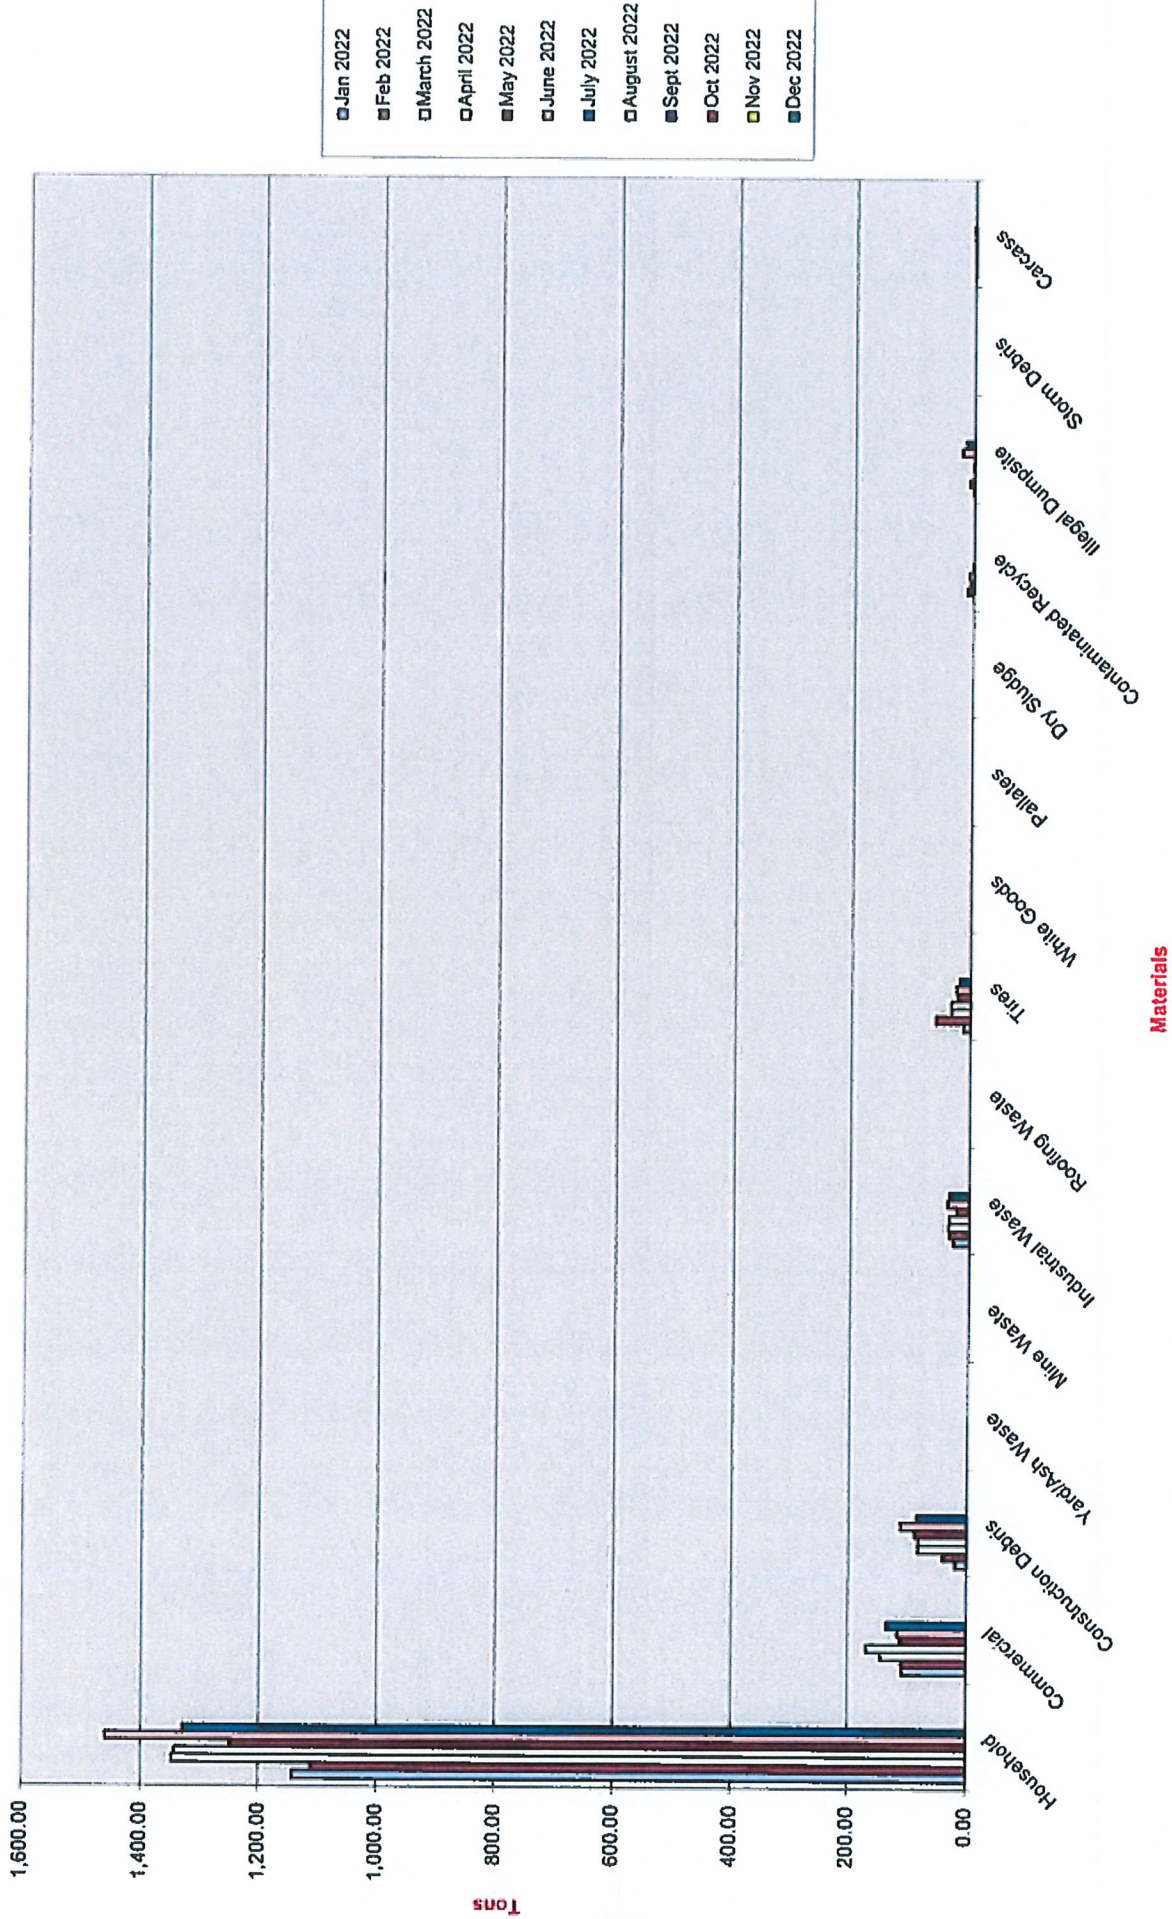 1,600.00
1,400.00
1,200.00
1,000.00
800.00
600.00
400.00
200.00
0.00
Tons
Household
Commercial
Construction Debris
Yard/Ash Waste
Mine Waste
Industrial Waste
Roofing Waste
Tires
White Goods
Pallates
Dry Sludge
Contaminated Recycle
Illegal Dumpsite
Storm Debris
Carcass
Materials
Jan 2022
Feb 2022
March 2022
April 2022
May 2022
June 2022
July 2022
August 2022
Sept 2022
Oct 2022
Nov 2022
Dec 2022